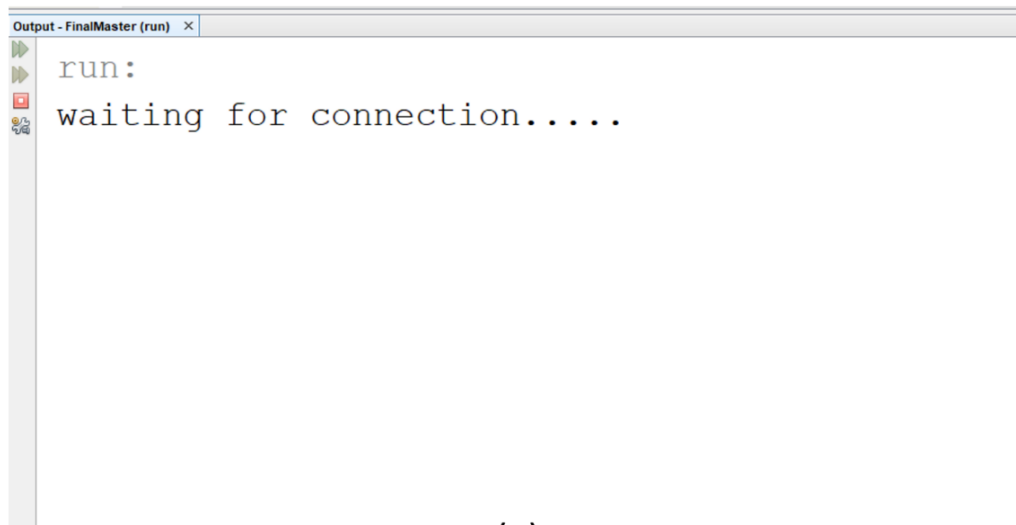 Output - FinalMaster (run)
run:
waiting for connection.....